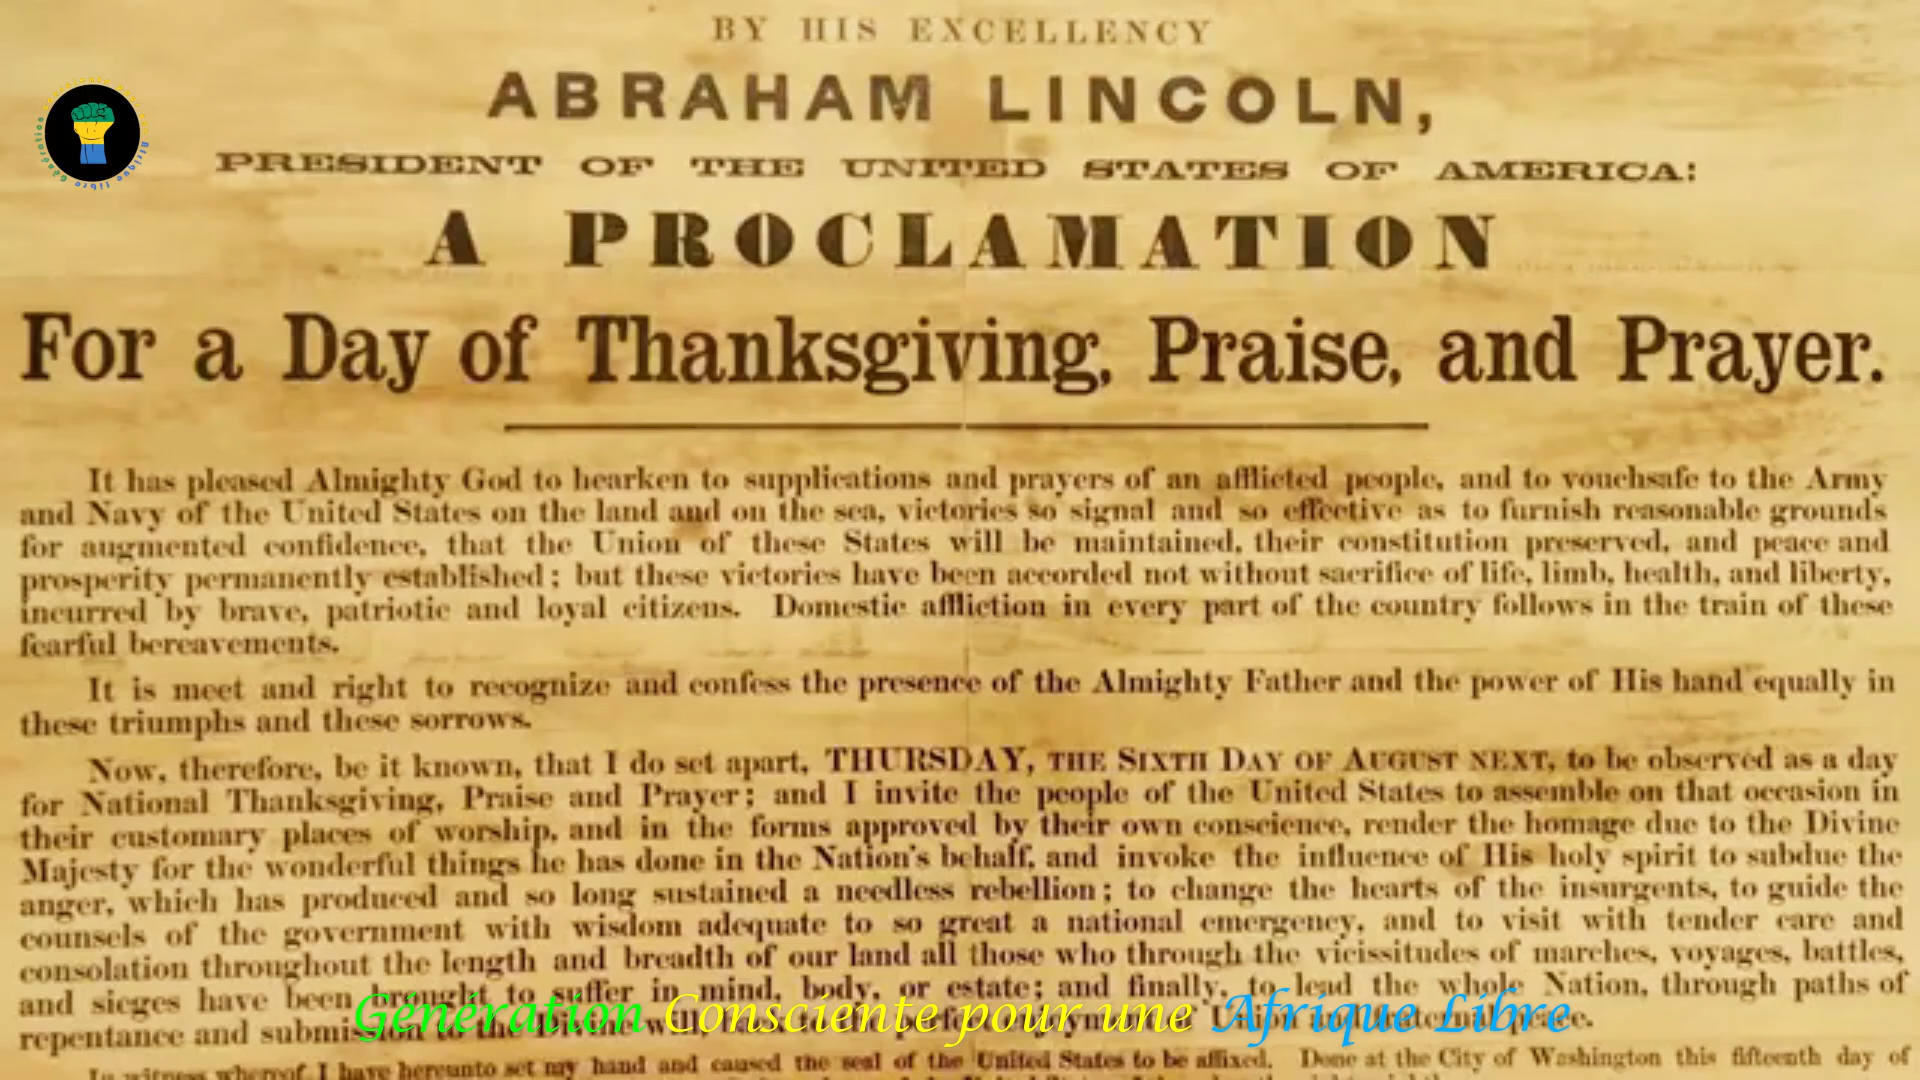 BY HIS EXCELLENCY
ABRAHAM LINCOLN,
PRESIDENT OF THE UNITED STATES OF AMERICA:
A PROCLAMATION
For a Day of Thanksgiving, Praise, and Prayer.
It has pleased Almighty God to hearken to supplications and prayers of an afflicted people, and to vouchsafe to the Army
and Navy of the United States on the land and on the sea, victories so signal and so effective as to furnish reasonable grounds
for augmented confidence, that the Union of these States will be maintained, their constitution preserved, and peace and
prosperity permanently established; but these victories have been accorded not without sacrifice of life, limb, health, and liberty,
incurred by brave, patriotic and loyal citizens. Domestic affliction in every part of the country follows in the train of these
fearful bereavements.
It is meet and right to recognize and confess the presence of the Almighty Father and the power of His hand equally in
these triumphs and these sorrows.
Now, therefore, be it known, that I do set apart, THURSDAY, THE SIXTH DAY OF AUGUST NEXT, to be observed as a day
for National Thanksgiving, Praise and Prayer; and I invite the people of the United States to assemble on that occasion in
their customary places of worship, and in the forms approved by their own conscience, render the homage due to the Divine
Majesty for the wonderful things he has done in the Nation's behalf, and invoke the influence of His holy spirit to subdue the
anger, which has produced and so long sustained a needless rebellion; to change the hearts of the insurgents, to guide the
counsels of the government with wisdom adequate to so great a national emergency, and to visit with tender care and
consolation throughout the length and breadth of our land all those who through the vicissitudes of marches, voyages, battles,
and sieges have been brought to suffer in mind, body, or estate; and finally, to lead the whole Nation, through paths of
repentance and submission to the Divine will,
Génération Consciente pour une Afrique Libre
In witness whereof, I have hereunto set my hand and caused the seal of the United States to be affixed. Done at the City of Washington this fifteenth day of